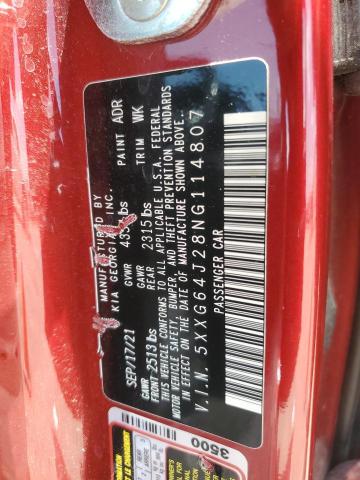 MANUFACTURED
KIA GEORGIA, INC. PAINT ADR
SEP/17/21 GVWR lbs TRIM WK
GAWR FRONT 2513 lbs GAWR REAR 2315 lbs
THIS VEHICLE CONFORMS TO ALL APPLICABLE U.S.A. FEDERAL
MOTOR VEHICLE SAFETY, BUMPER, AND THEFT PREVENTION STANDARDS
IN EFFECT ON THE DATE OF MANUFACTURE SHOWN ABOVE.
V.I.N. 5XXG64J28NG114807
PASSENGER CAR
3500